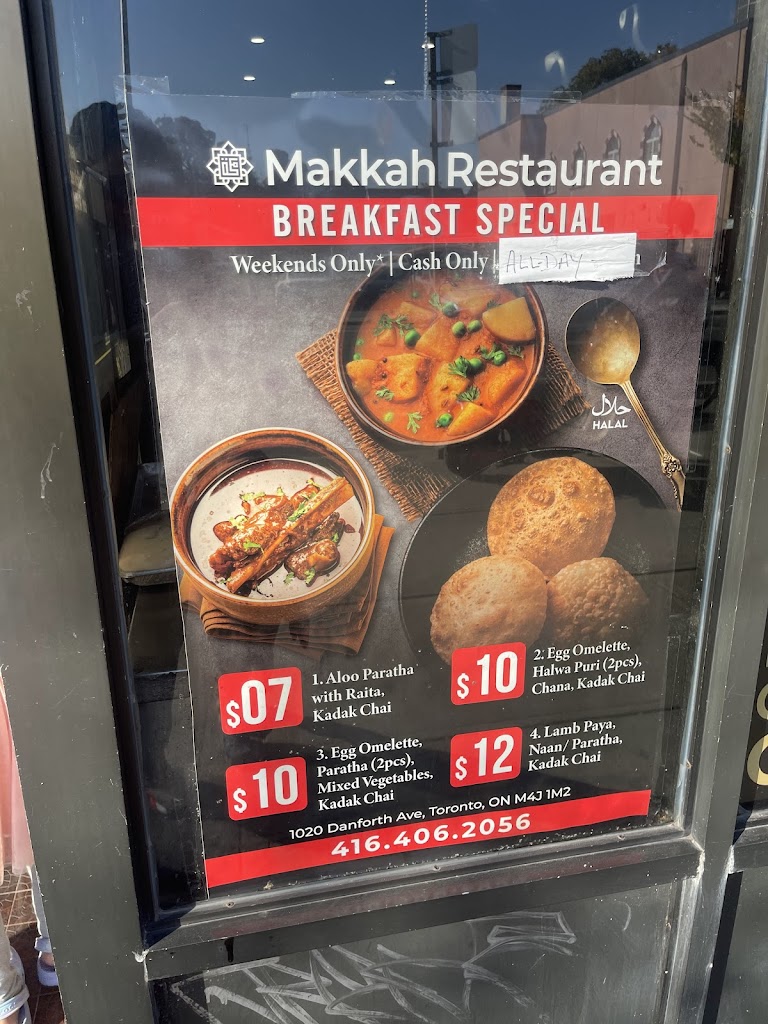 Makkah Restaurant
BREAKFAST SPECIAL
Weekends Only* | Cash Only | ALL DAY
حلال
HALAL
$07
1. Aloo Paratha
with Raita,
Kadak Chai
$10
2. Egg Omelette,
Halwa Puri (2pcs),
Chana, Kadak Chai
$10
3. Egg Omelette,
Paratha (2pcs),
Mixed Vegetables,
Kadak Chai
$12
4. Lamb Paya,
Naan/ Paratha,
Kadak Chai
1020 Danforth Ave, Toronto, ON M4J 1M2
416.406.2056